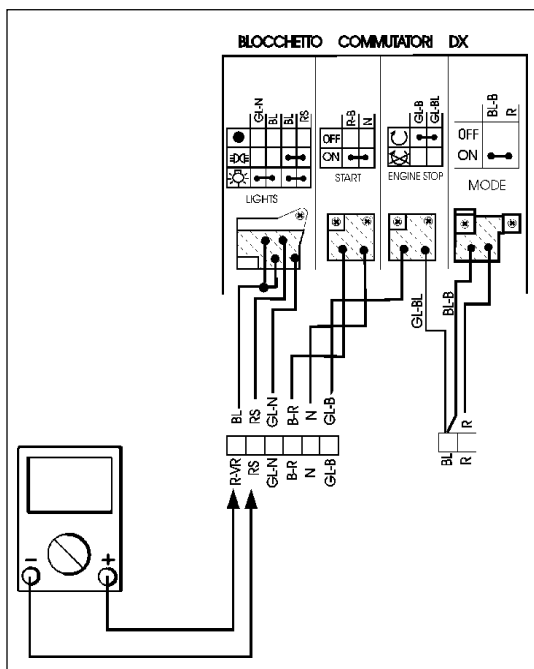 BLOCCHETTO COMMUTATORI DX
GL-N
BL
BL
RS
LIGHTS
R-B
N
OFF
ON
START
GL-B
GL-BL
ENGINE STOP
BL-B
R
OFF
ON
MODE
BL
RS
GL-N
B-R
N
GL-B
GL-BL
BL-B
R
R-VR
RS
GL-N
B-R
N
GL-B
BL
R
- +